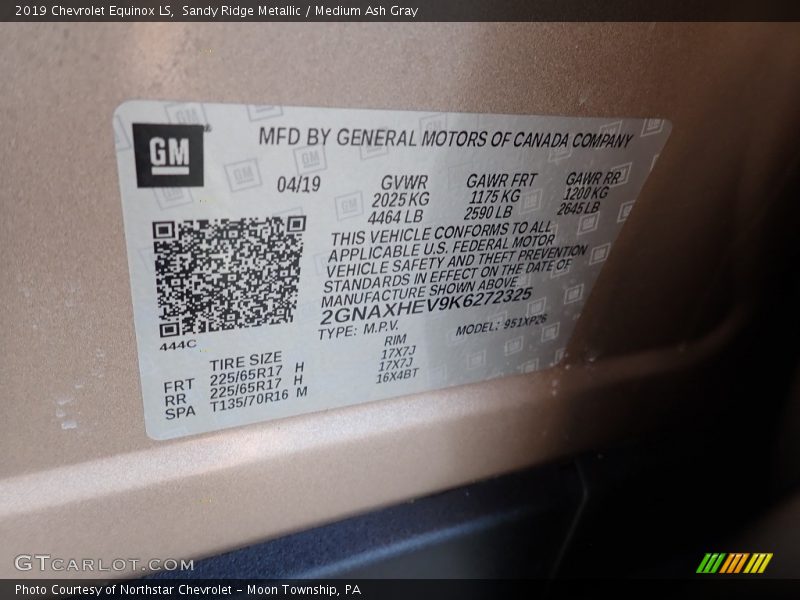 2019 Chevrolet Equinox LS, Sandy Ridge Metallic / Medium Ash Gray
GM
MFD BY GENERAL MOTORS OF CANADA COMPANY
04/19
GVWR GAWR FRT GAWR RR
2025 KG 1175 KG 1200 KG
4464 LB 2590 LB 2645 LB
THIS VEHICLE CONFORMS TO ALL
APPLICABLE U.S. FEDERAL MOTOR
VEHICLE SAFETY AND THEFT PREVENTION
STANDARDS IN EFFECT ON THE DATE OF
MANUFACTURE SHOWN ABOVE
2GNAXHEV9K6272325
TYPE: M.P.V. MODEL: 951XP26
444C
TIRE SIZE RIM
FRT 225/65R17 H 17X7J
RR 225/65R17 H 17X7J
SPA T135/70R16 M 16X4BT
GTCARLOT.COM
Photo Courtesy of Northstar Chevrolet - Moon Township, PA